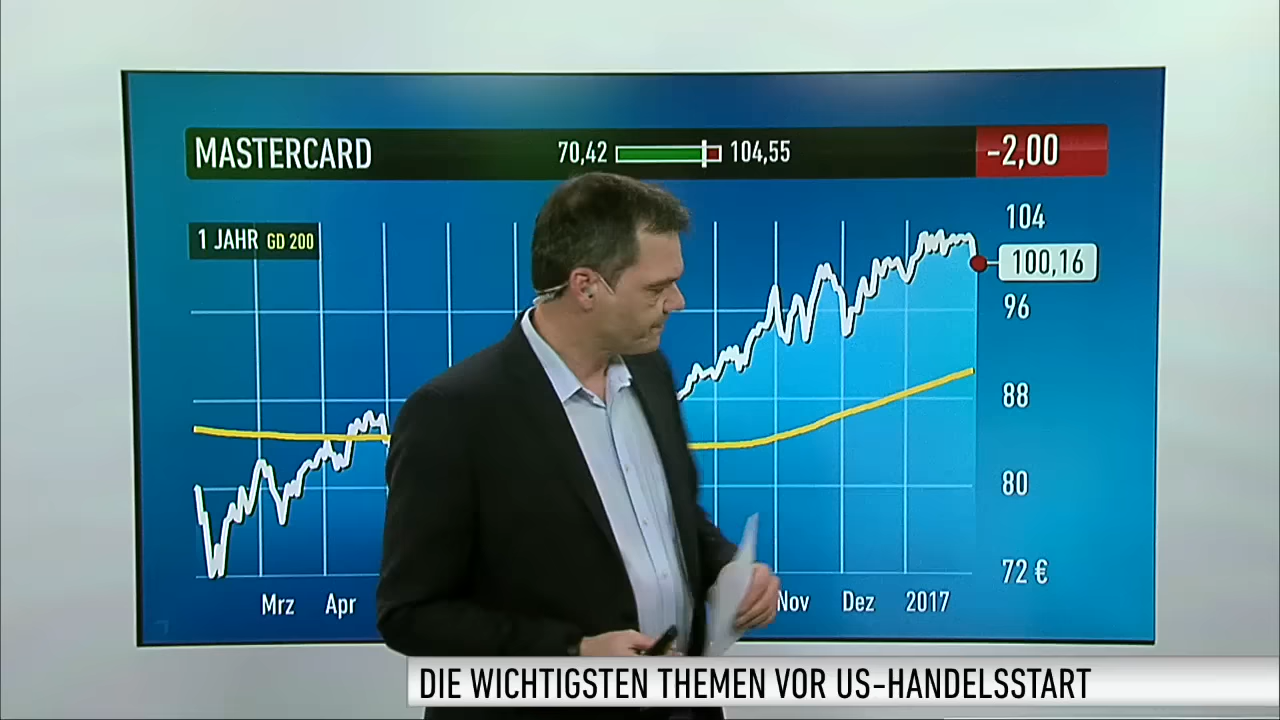 MASTERCARD 70,42 104,55 -2,00
1 JAHR GD 200
104
100,16
96
88
80
72 €
Mrz Apr Nov Dez 2017
DIE WICHTIGSTEN THEMEN VOR US-HANDELSSTART